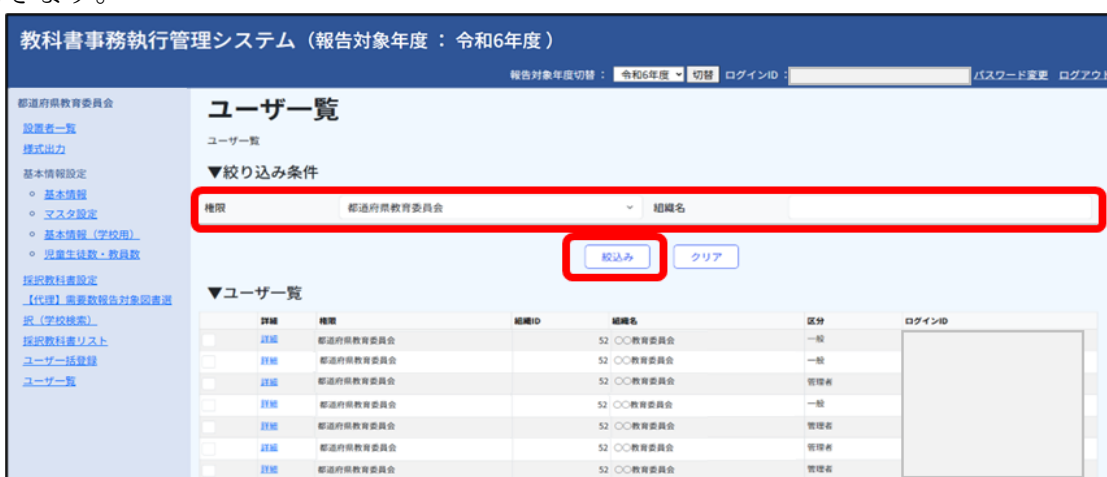 きます。
教科書事務執行管理システム（報告対象年度 ： 令和6年度 ）
報告対象年度切替 ： 令和6年度 切替 ログインID ： パスワード変更 ログアウト
都道府県教育委員会
設置者一覧
様式出力
基本情報設定
基本情報
マスタ設定
基本情報（学校用）
児童生徒数・教員数
採択教科書設定
【代理】需要数報告対象図書選
択（学校検索）
採択教科書リスト
ユーザ一括登録
ユーザ一覧
ユーザ一覧
ユーザ一覧
▼絞り込み条件
権限 都道府県教育委員会 組織名
絞込み クリア
▼ユーザ一覧
詳細 権限 組織ID 組織名 区分 ログインID
詳細 都道府県教育委員会 52 〇〇教育委員会 一般
詳細 都道府県教育委員会 52 〇〇教育委員会 一般
詳細 都道府県教育委員会 52 〇〇教育委員会 管理者
詳細 都道府県教育委員会 52 〇〇教育委員会 一般
詳細 都道府県教育委員会 52 〇〇教育委員会 管理者
詳細 都道府県教育委員会 52 〇〇教育委員会 管理者
詳細 都道府県教育委員会 52 〇〇教育委員会 管理者